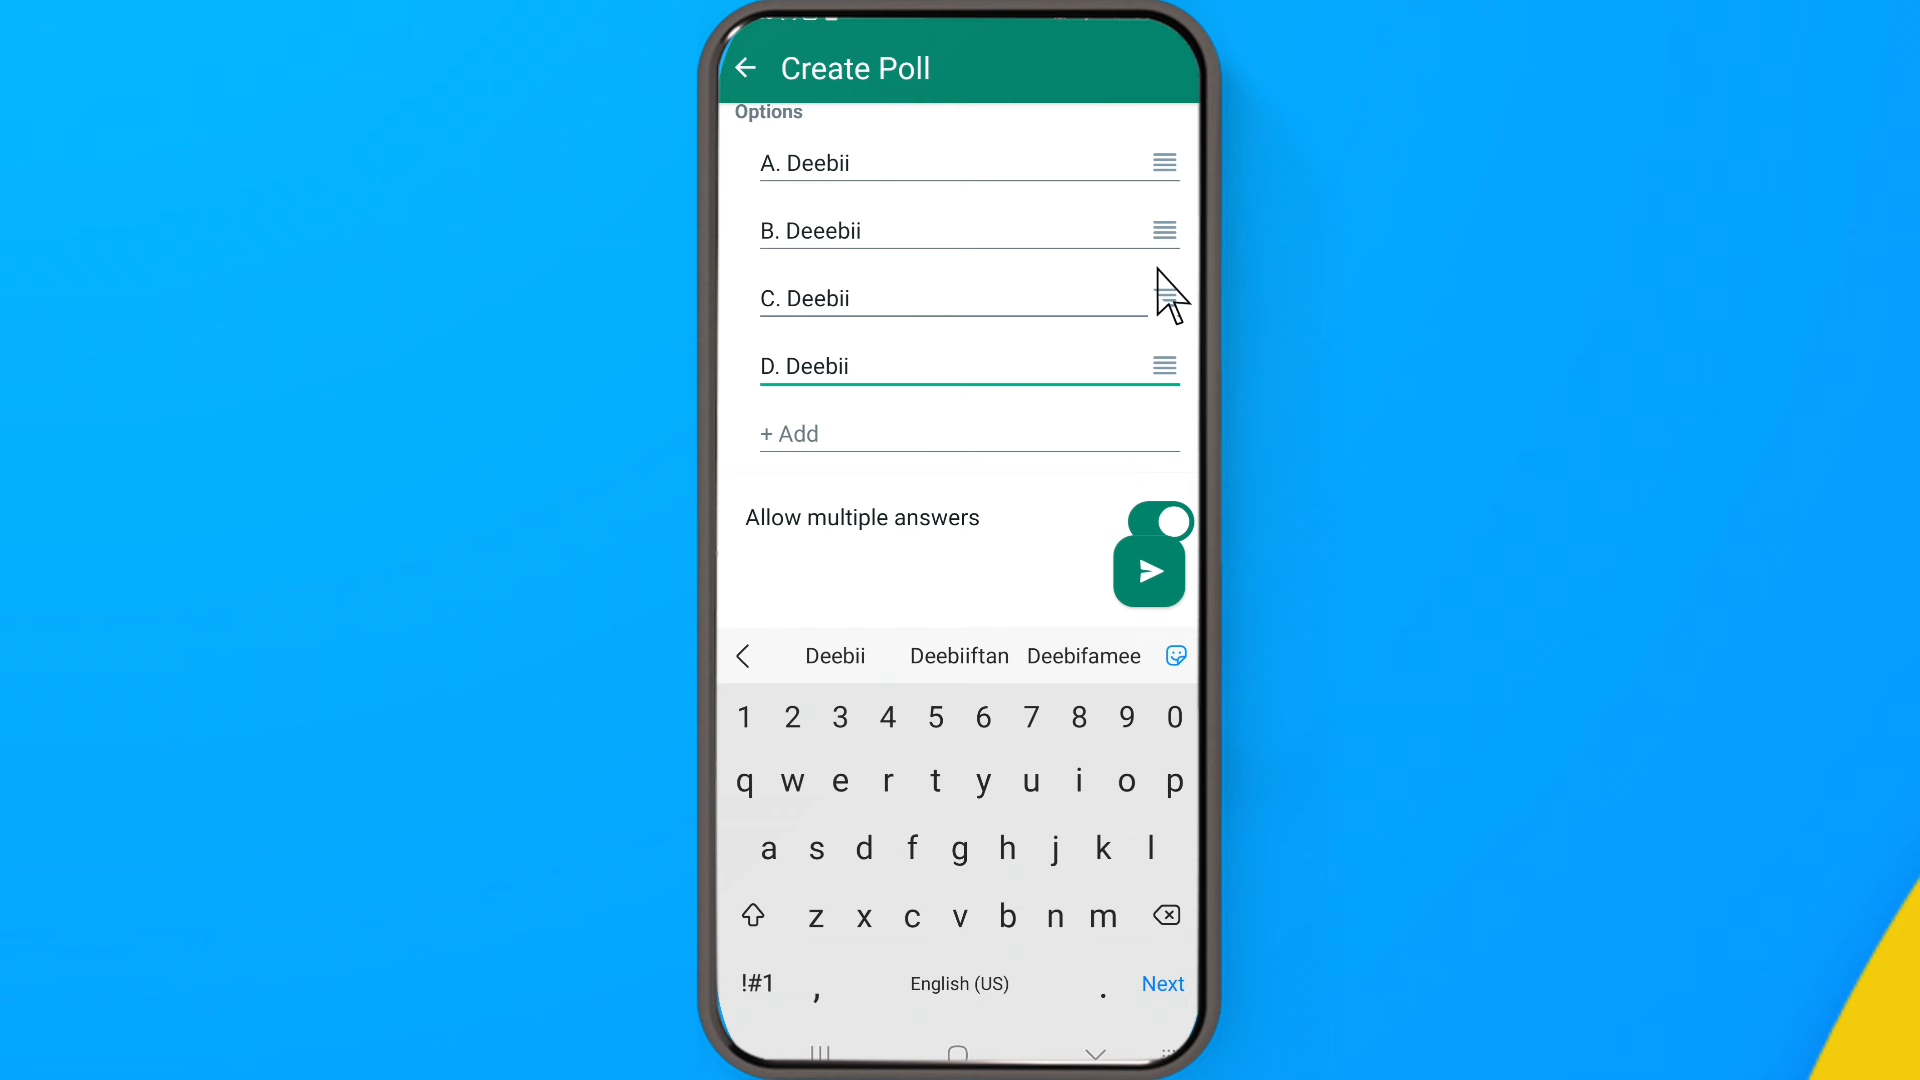 Create Poll
Options
A. Deebii
B. Deeebii
C. Deebii
D. Deebii
+ Add
Allow multiple answers
Deebii Deebiiftan Deebifamee
1 2 3 4 5 6 7 8 9 0
q w e r t y u i o p
a s d f g h j k l
z x c v b n m
!#1 , English (US) . Next